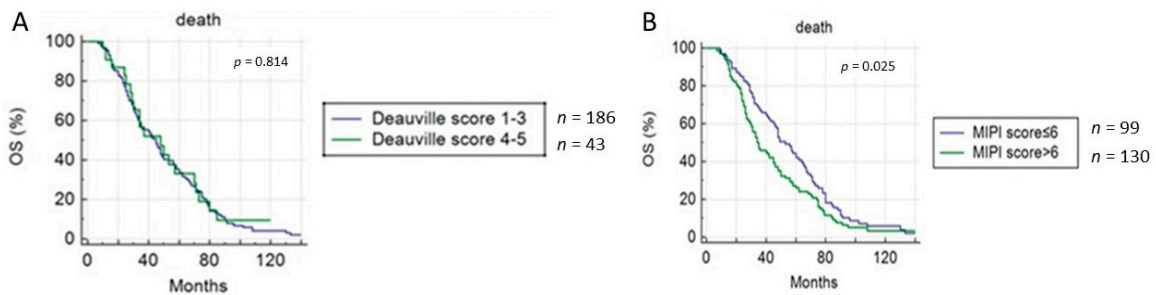 A
death
100
80
60
40
20
0
OS (%)
p = 0.814
0 40 80 120
Months
Deauville score 1-3 n = 186
Deauville score 4-5 n = 43
B
death
100
80
60
40
20
0
OS (%)
p = 0.025
0 40 80 120
Months
MIPI score≤6 n = 99
MIPI score>6 n = 130